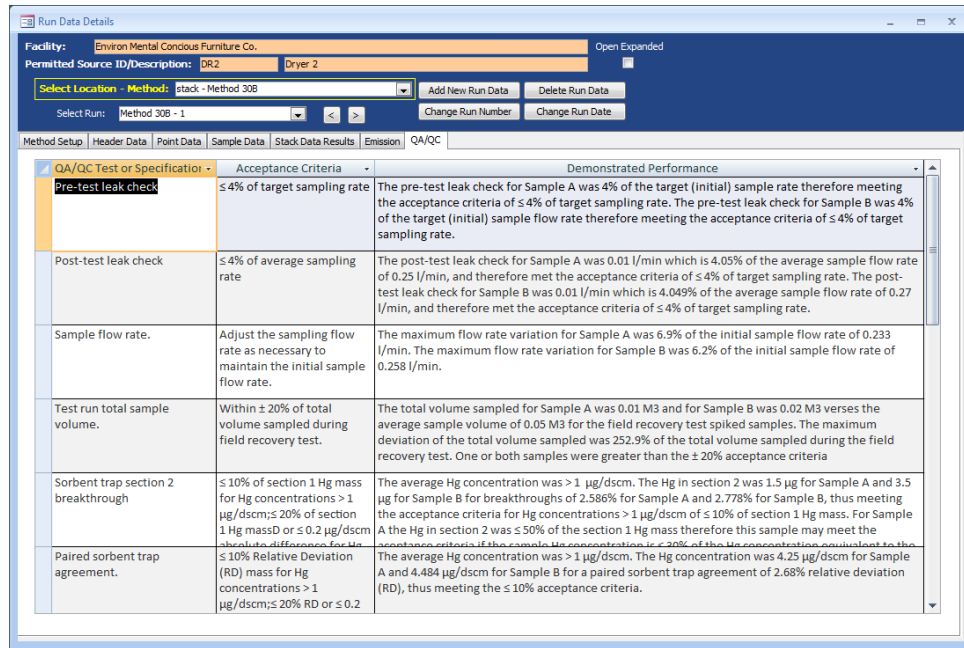 Run Data Details
Facility: Environ Mental Concious Furniture Co. Open Expanded
Permitted Source ID/Description: DR2 Dryer 2
Select Location - Method: stack - Method 30B Add New Run Data Delete Run Data
Select Run: Method 30B - 1 < > Change Run Number Change Run Date
Method Setup Header Data Point Data Sample Data Stack Data Results Emission QA/QC
QA/QC Test or Specification Acceptance Criteria Demonstrated Performance
Pre-test leak check
≤ 4% of target sampling rate
The pre-test leak check for Sample A was 4% of the target (initial) sample rate therefore meeting
the acceptance criteria of ≤ 4% of target sampling rate. The pre-test leak check for Sample B was 4%
of the target (initial) sample flow rate therefore meeting the acceptance criteria of ≤ 4% of target
sampling rate.
Post-test leak check
≤ 4% of average sampling
rate
The post-test leak check for Sample A was 0.01 l/min which is 4.05% of the average sample flow rate
of 0.25 l/min, and therefore met the acceptance criteria of ≤ 4% of target sampling rate. The post-
test leak check for Sample B was 0.01 l/min which is 4.049% of the average sample flow rate of 0.27
l/min, and therefore met the acceptance criteria of ≤ 4% of target sampling rate.
Sample flow rate.
Adjust the sampling flow
rate as necessary to
maintain the initial sample
flow rate.
The maximum flow rate variation for Sample A was 6.9% of the initial sample flow rate of 0.233
l/min. The maximum flow rate variation for Sample B was 6.2% of the initial sample flow rate of
0.258 l/min.
Test run total sample
volume.
Within ± 20% of total
volume sampled during
field recovery test.
The total volume sampled for Sample A was 0.01 M3 and for Sample B was 0.02 M3 verses the
average sample volume of 0.05 M3 for the field recovery test spiked samples. The maximum
deviation of the total volume sampled was 252.9% of the total volume sampled during the field
recovery test. One or both samples were greater than the ± 20% acceptance criteria
Sorbent trap section 2
breakthrough
≤ 10% of section 1 Hg mass
for Hg concentrations > 1
µg/dscm;≤ 20% of section
1 Hg massD or ≤ 0.2 µg/dscm
absolute difference for Hg
The average Hg concentration was > 1 µg/dscm. The Hg in section 2 was 1.5 µg for Sample A and 3.5
µg for Sample B for breakthroughs of 2.586% for Sample A and 2.778% for Sample B, thus meeting
the acceptance criteria for Hg concentrations > 1 µg/dscm of ≤ 10% of section 1 Hg mass. For Sample
A the Hg in section 2 was ≤ 50% of the section 1 Hg mass therefore this sample may meet the
aceptance criteria if the sample Hg concentration is ≤ 30% of the Hg concentration equivalent to the
Paired sorbent trap
agreement.
≤ 10% Relative Deviation
(RD) mass for Hg
concentrations > 1
µg/dscm;≤ 20% RD or ≤ 0.2
The average Hg concentration was > 1 µg/dscm. The Hg concentration was 4.25 µg/dscm for Sample
A and 4.484 µg/dscm for Sample B for a paired sorbent trap agreement of 2.68% relative deviation
(RD), thus meeting the ≤ 10% acceptance criteria.